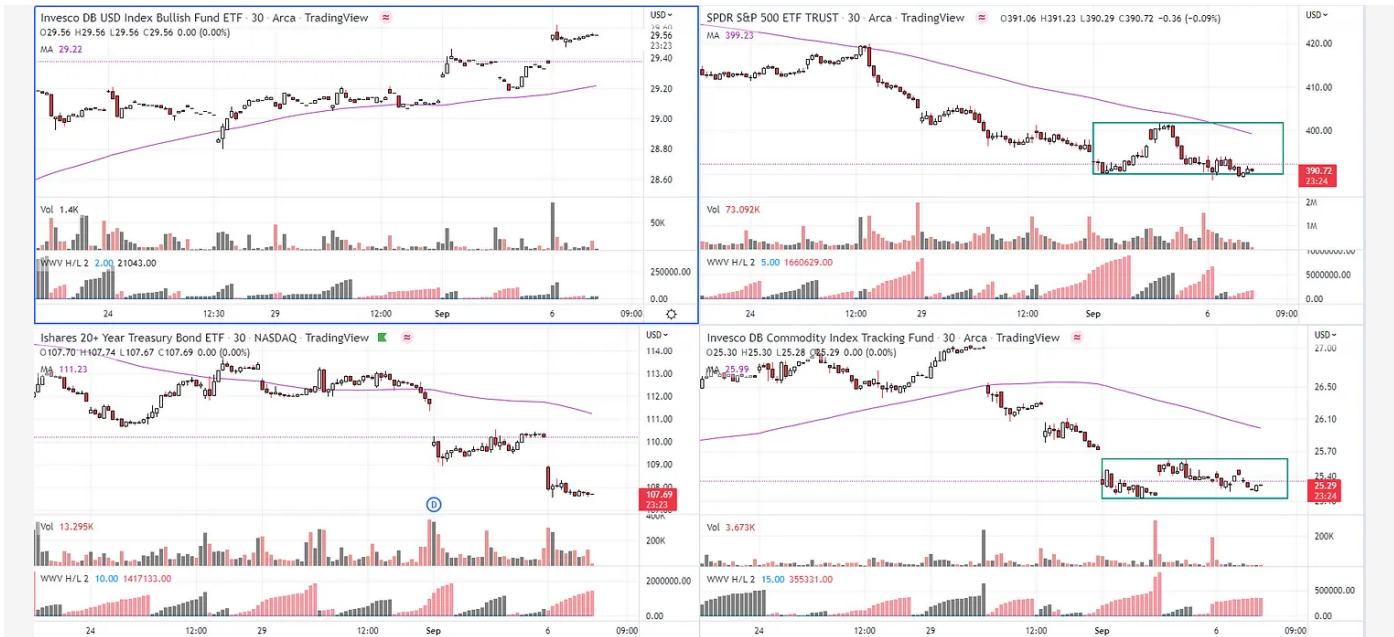 Invesco DB USD Index Bullish Fund ETF · 30 · Arca · TradingView
USD
O29.56 H29.56 L29.56 C29.56 0.00 (0.00%)
MA 29.22
29.60
29.56
23:23
29.40
29.20
29.00
28.80
28.60
Vol 1.4K
50K
WWV H/L 2 2.00 21043.00
250000.00
0.00
24 12:30 29 12:00 Sep 6 09:00
SPDR S&P 500 ETF TRUST · 30 · Arca · TradingView
O391.06 H391.23 L390.29 C390.72 −0.36 (−0.09%)
USD
MA 399.23
420.00
410.00
400.00
390.72
23:24
Vol 73.092K
2M
1M
WWV H/L 2 5.00 1660629.00
10000000.00
5000000.00
0.00
24 12:00 29 12:00 Sep 6 09:00
Ishares 20+ Year Treasury Bond ETF · 30 · NASDAQ · TradingView
USD
O107.70 H107.74 L107.67 C107.69 0.00 (0.00%)
MA 111.23
114.00
113.00
112.00
111.00
110.00
109.00
108.00
107.69
23:23
D
Vol 13.295K
400K
200K
WWV H/L 2 10.00 1417133.00
2000000.00
0.00
24 12:00 29 12:00 Sep 6 09:00
Invesco DB Commodity Index Tracking Fund · 30 · Arca · TradingView
USD
O25.30 H25.30 L25.28 C25.29 0.00 (0.00%)
MA 25.99
27.00
26.50
26.10
25.70
25.40
25.29
23:24
Vol 3.673K
200K
WWV H/L 2 15.00 355331.00
500000.00
0.00
24 12:00 29 12:00 Sep 6 09:00